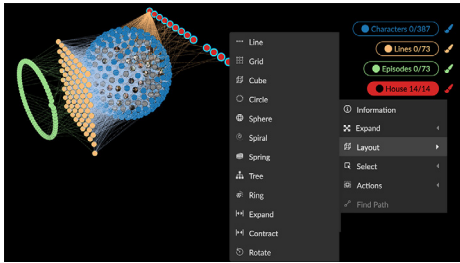 Characters 0/387
Lines 0/73
Episodes 0/73
House 14/14
Line
Grid
Cube
Circle
Sphere
Spiral
Spring
Tree
Ring
Expand
Contract
Rotate
Information
Expand
Layout
Select
Actions
Find Path